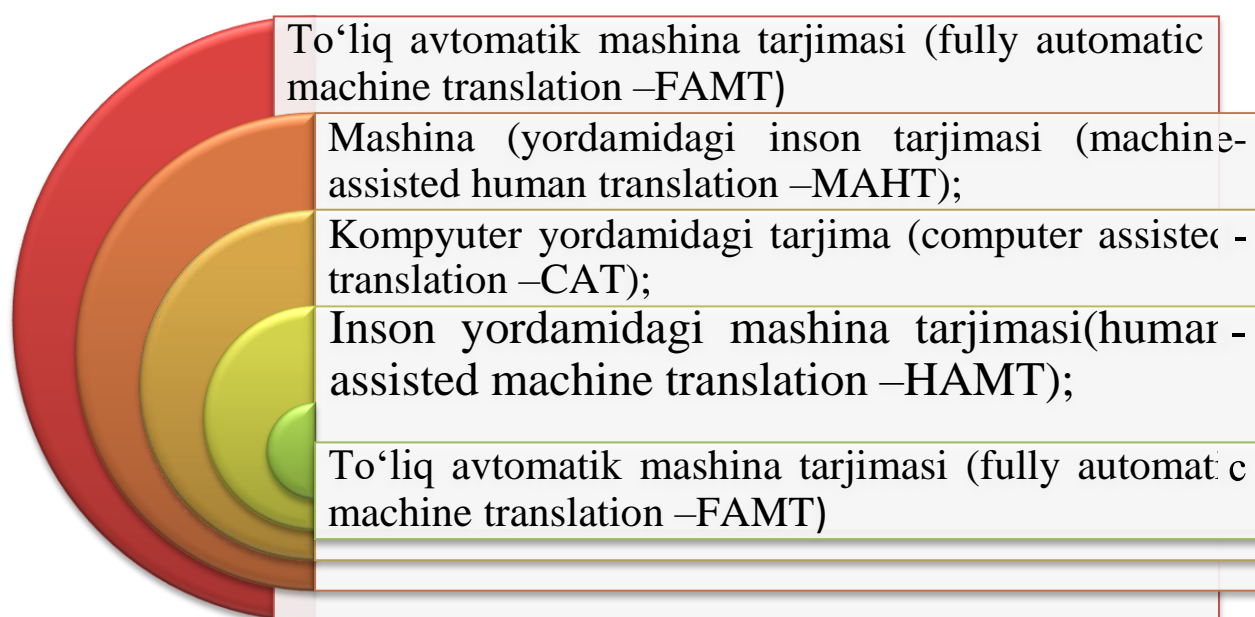 To‘liq avtomatik mashina tarjimasi (fully automatic
machine translation –FAMT)
Mashina (yordamidagi inson tarjimasi (machine-
assisted human translation –MAHT);
Kompyuter yordamidagi tarjima (computer assisted-
translation –CAT);
Inson yordamidagi mashina tarjimasi(human-
assisted machine translation –HAMT);
To‘liq avtomatik mashina tarjimasi (fully automatic
machine translation –FAMT)